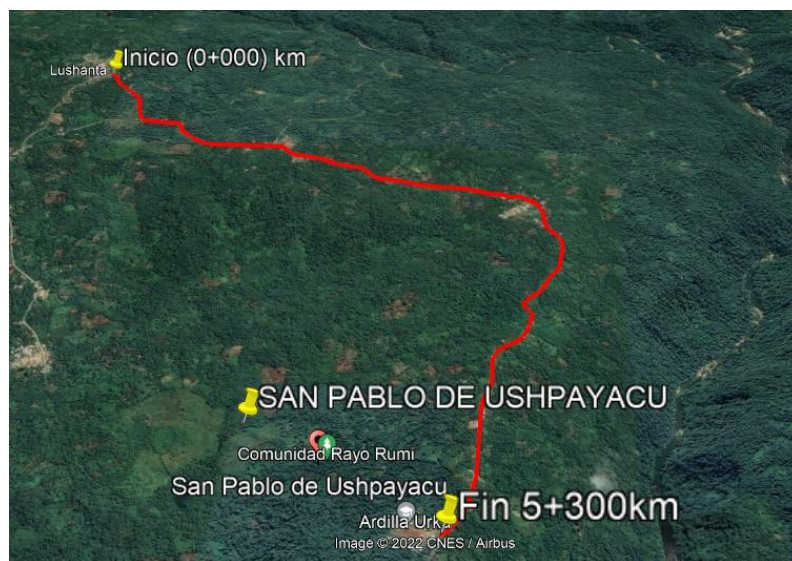 Inicio (0+000) km
Lushanta
SAN PABLO DE USHPAYACU
Comunidad Rayo Rumi
San Pablo de Ushpayacu
Fin 5+300km
Ardilla Urku
Image © 2022 CNES / Airbus